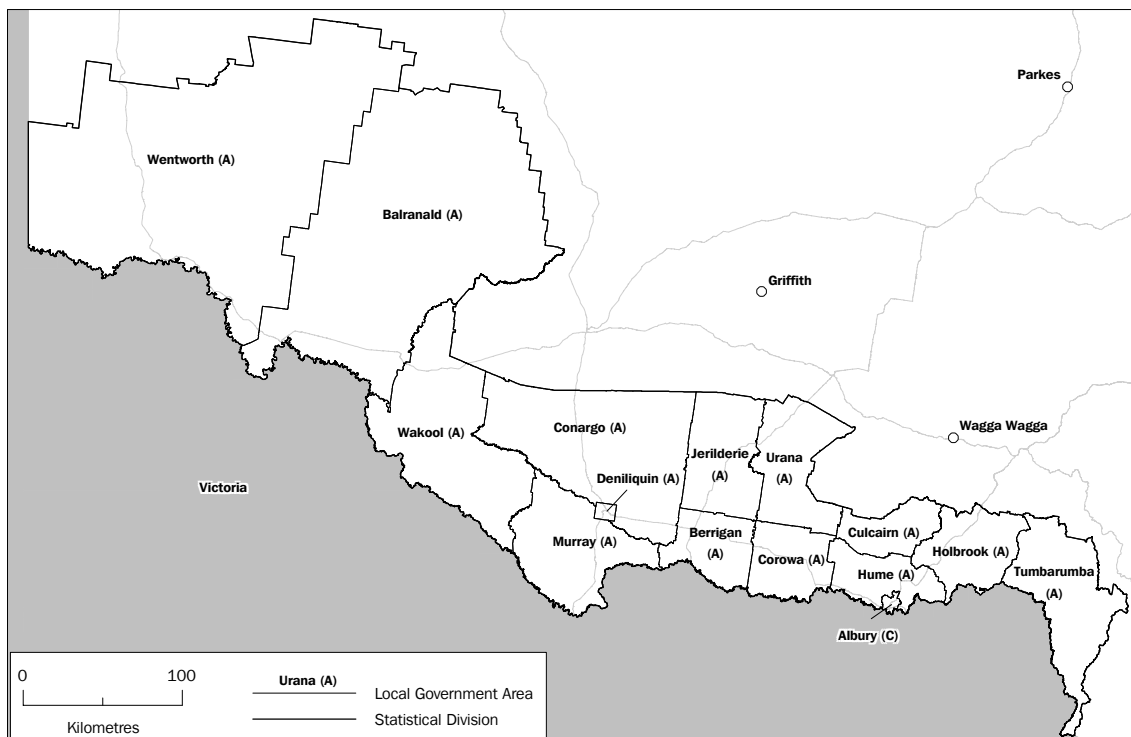 Parkes
Wentworth (A)
Balranald (A)
Griffith
Wagga Wagga
Wakool (A)
Conargo (A)
Jerilderie
(A)
Urana
(A)
Deniliquin (A)
Victoria
Murray (A)
Berrigan
(A)
Corowa (A)
Culcairn (A)
Holbrook (A)
Hume (A)
Tumbarumba
(A)
Albury (C)
0
100
Kilometres
Urana (A)
Local Government Area
Statistical Division